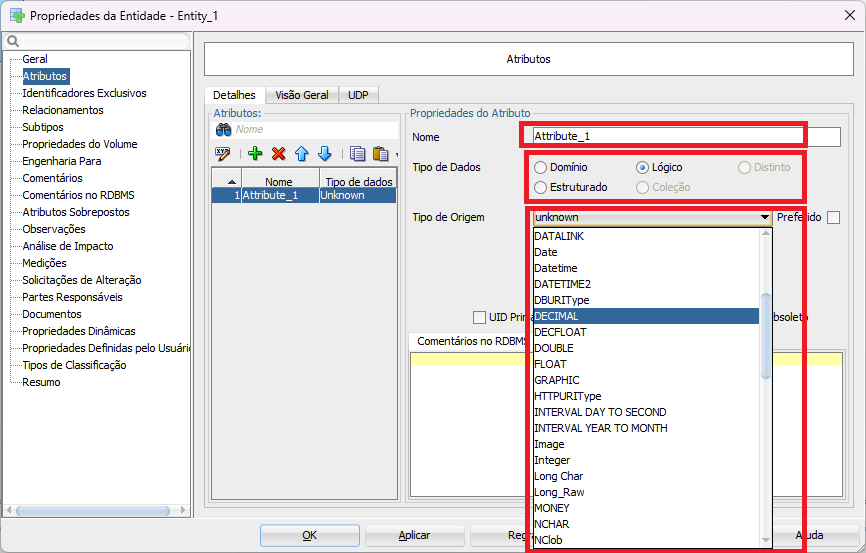 Propriedades da Entidade - Entity_1
Geral
Atributos
Identificadores Exclusivos
Relacionamentos
Subtipos
Propriedades do Volume
Engenharia Para
Comentários
Comentários no RDBMS
Atributos Sobrepostos
Observações
Análise de Impacto
Medições
Solicitações de Alteração
Partes Responsáveis
Documentos
Propriedades Dinâmicas
Propriedades Definidas pelo Usuário
Tipos de Classificação
Resumo
Atributos
Detalhes Visão Geral UDP
Atributos:
Nome
Nome Tipo de dados
1 Attribute_1 Unknown
Propriedades do Atributo
Nome Attribute_1
Tipo de Dados Domínio Lógico Distinto
Estruturado Coleção
Tipo de Origem unknown Preferido
DATALINK
Date
Datetime
DATETIME2
DBURIType
UID Prima
DECIMAL
bsoleto
DECFLOAT
Comentários no RDBMS
DOUBLE
FLOAT
GRAPHIC
HTTPURIType
INTERVAL DAY TO SECOND
INTERVAL YEAR TO MONTH
Image
Integer
Long Char
Long_Raw
MONEY
NCHAR
NClob
OK Aplicar Regr Ajuda